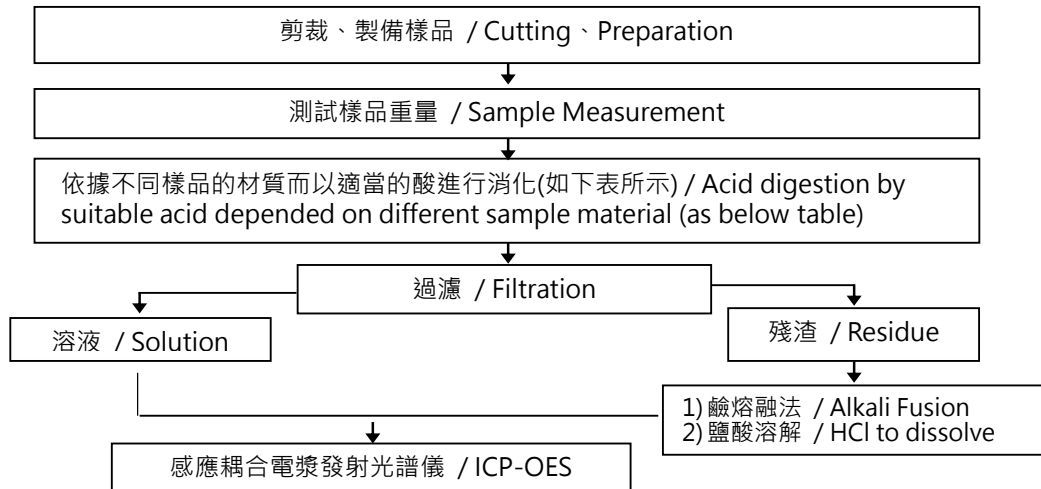 剪裁、製備樣品 / Cutting、Preparation
測試樣品重量 / Sample Measurement
依據不同樣品的材質而以適當的酸進行消化(如下表所示) / Acid digestion by
suitable acid depended on different sample material (as below table)
過濾 / Filtration
溶液 / Solution
殘渣 / Residue
1) 鹼熔融法 / Alkali Fusion
2) 鹽酸溶解 / HCl to dissolve
感應耦合電漿發射光譜儀 / ICP-OES